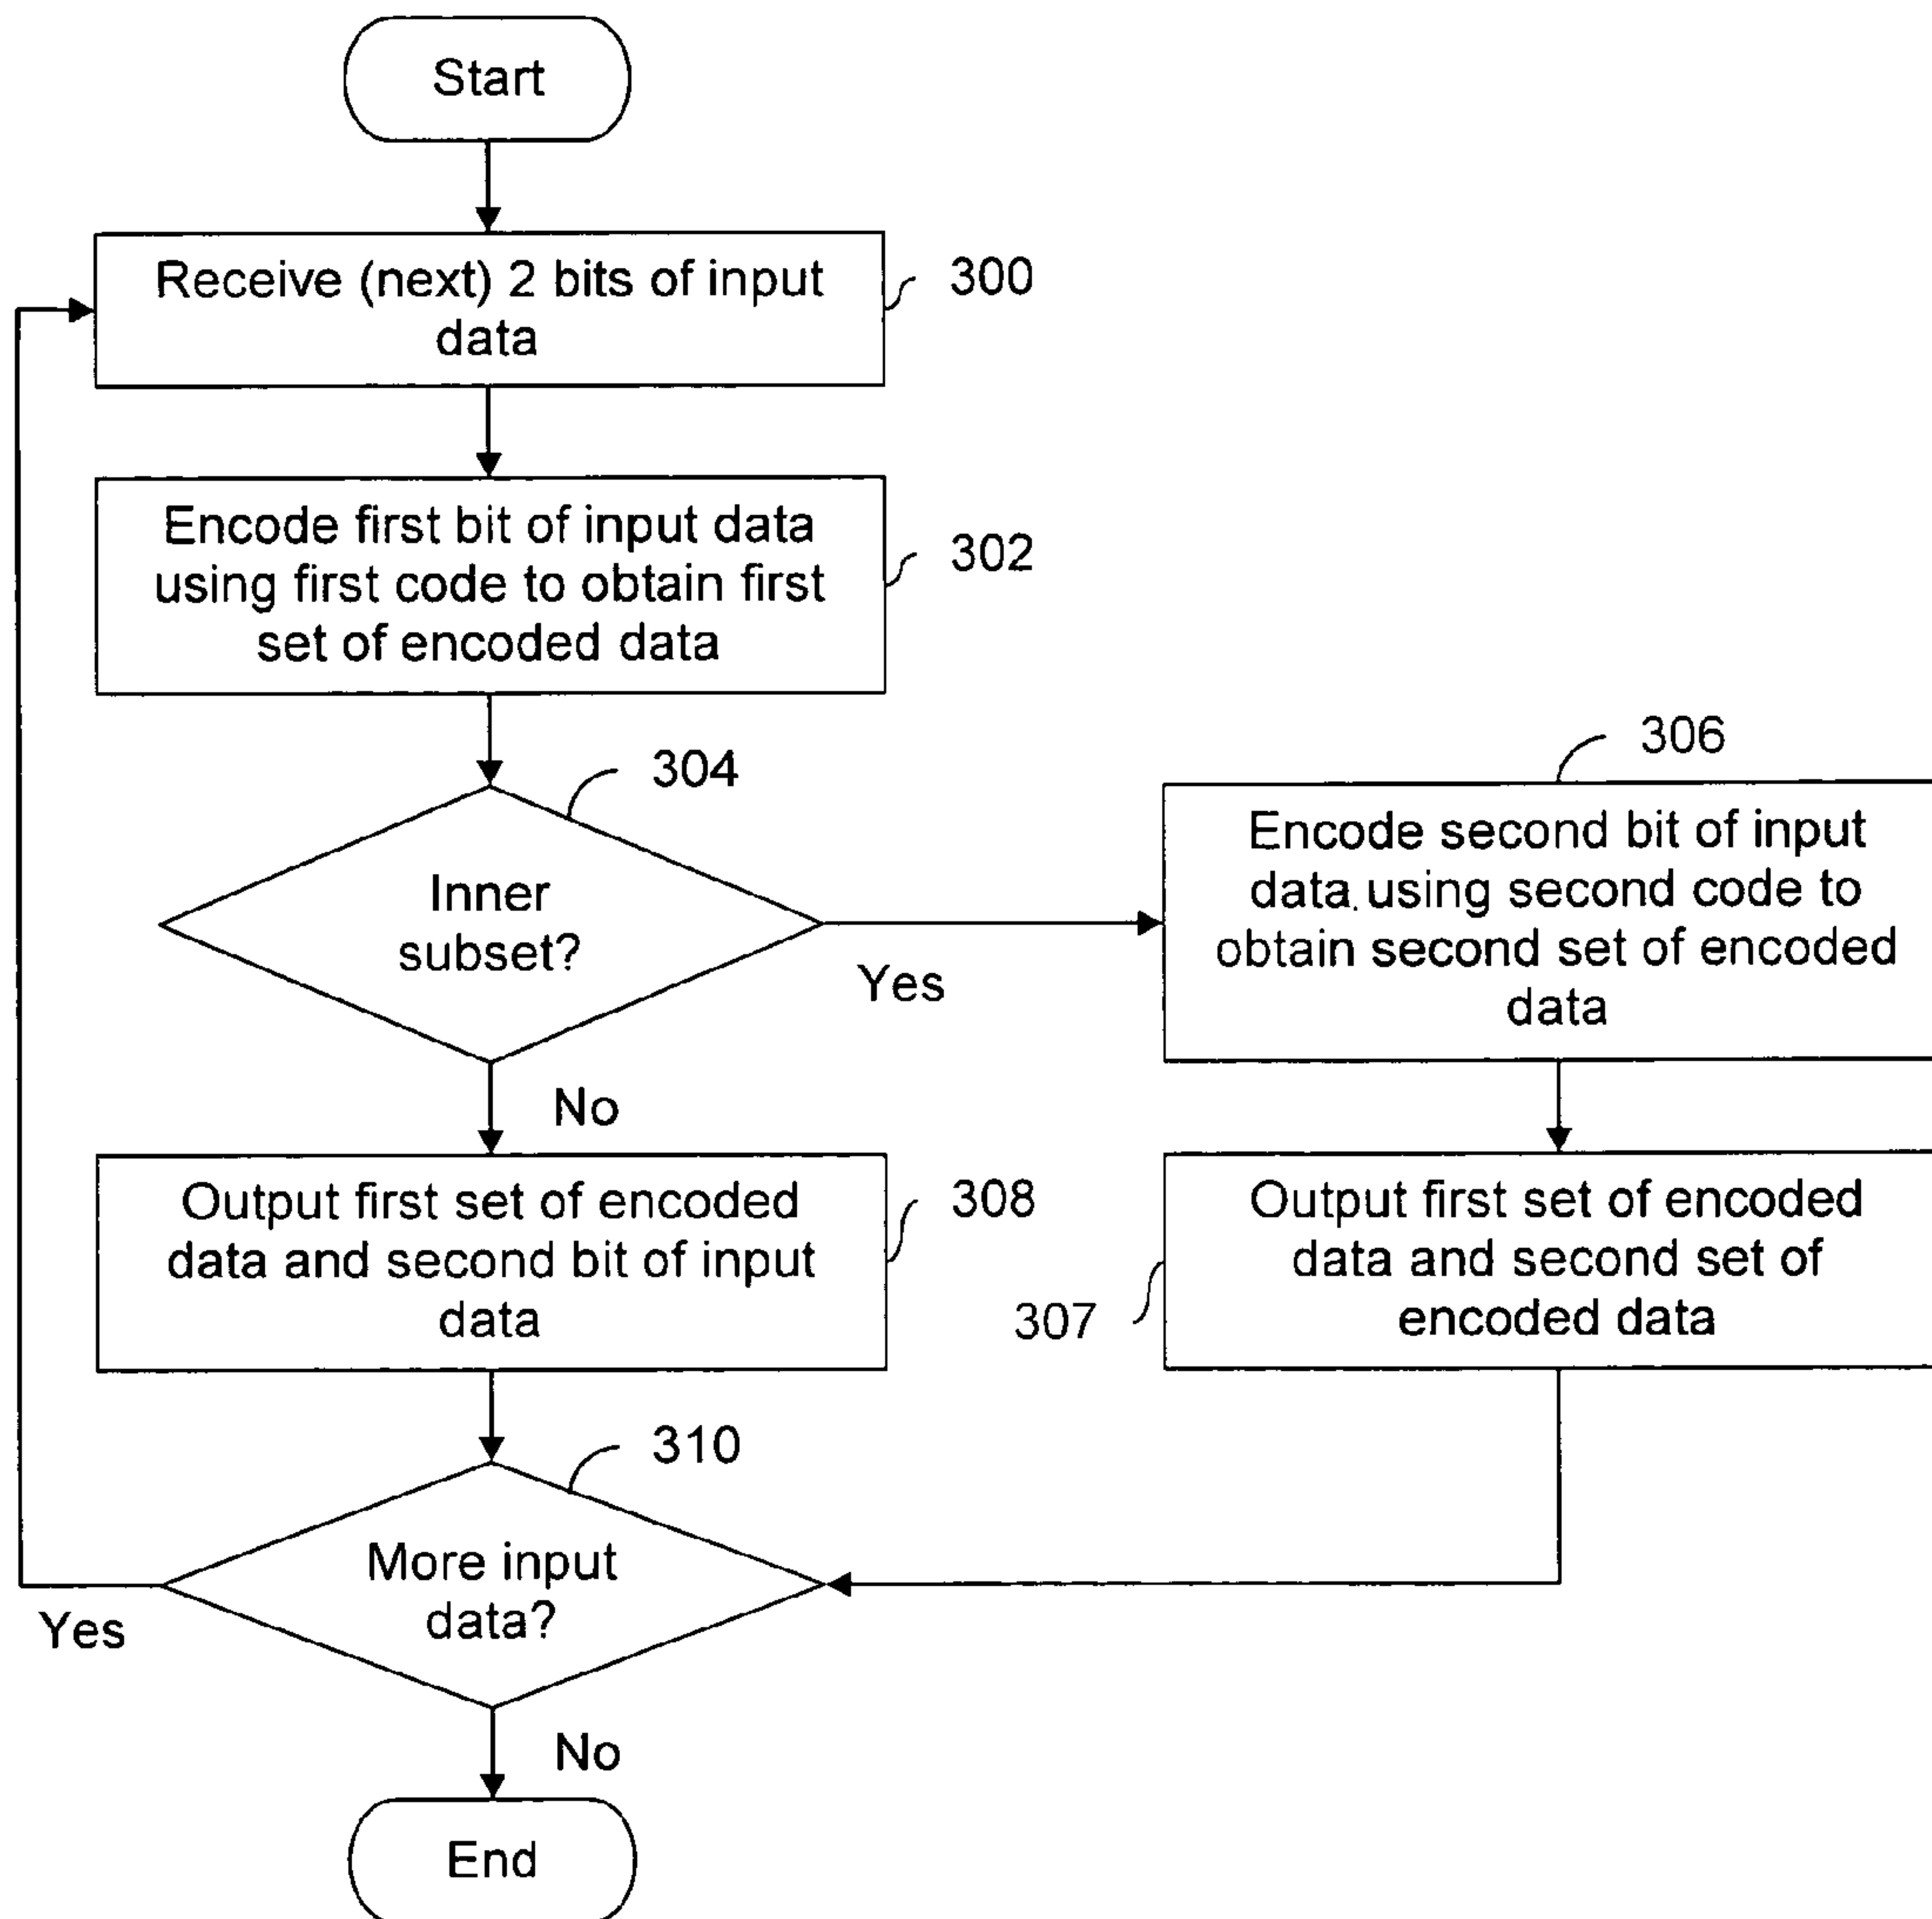 Start
Receive (next) 2 bits of input
data
300
Encode first bit of input data
using first code to obtain first
set of encoded data
302
304
Inner
subset?
Yes
No
306
Encode second bit of input
data using second code to
obtain second set of encoded
data
Output first set of encoded
data and second bit of input
data
308
Output first set of encoded
data and second set of
encoded data
307
310
More input
data?
Yes
No
End